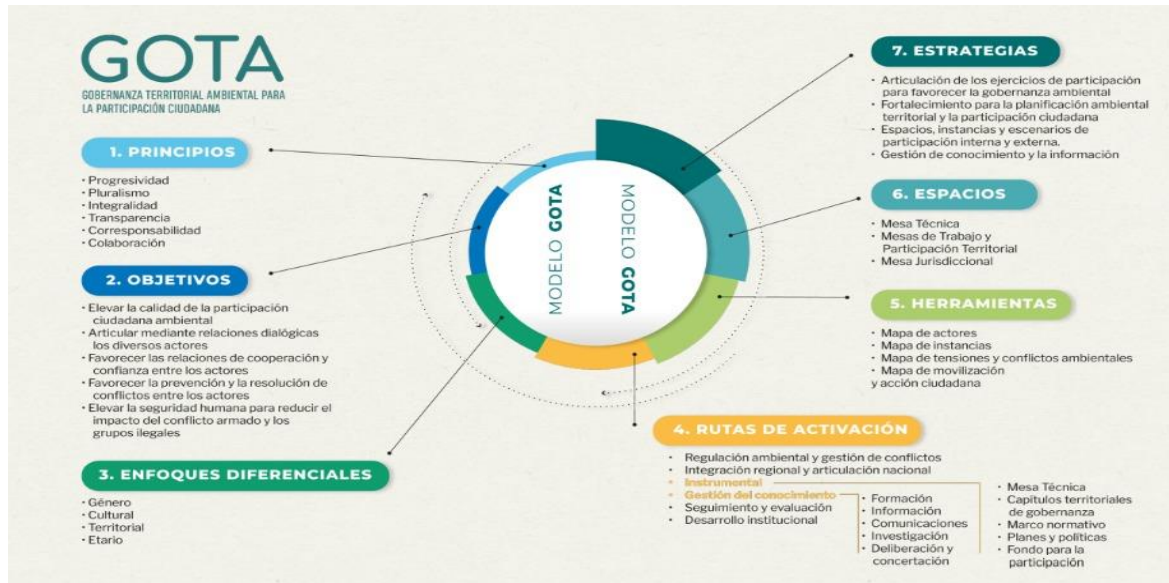 GOTA
GOBERNANZA TERRITORIAL AMBIENTAL PARA
LA PARTICIPACIÓN CIUDADANA
1. PRINCIPIOS
• Progresividad
• Pluralismo
• Integralidad
• Transparencia
• Corresponsabilidad
• Colaboración
2. OBJETIVOS
• Elevar la calidad de la participación
ciudadana ambiental
• Articular mediante relaciones dialógicas
los diversos actores
• Favorecer las relaciones de cooperación y
confianza entre los actores
• Favorecer la prevención y la resolución de
conflictos entre los actores
• Elevar la seguridad humana para reducir el
impacto del conflicto armado y los
grupos ilegales
3. ENFOQUES DIFERENCIALES
• Género
• Cultural
• Territorial
• Etario
MODELO GOTA
MODELO GOTA
7. ESTRATEGIAS
• Articulación de los ejercicios de participación
para favorecer la gobernanza ambiental
• Fortalecimiento para la planificación ambiental
territorial y la participación ciudadana
• Espacios, instancias y escenarios de
participación interna y externa.
• Gestión de conocimiento y la información
6. ESPACIOS
• Mesa Técnica
• Mesas de Trabajo y
Participación Territorial
• Mesa Jurisdiccional
5. HERRAMIENTAS
• Mapa de actores
• Mapa de instancias
• Mapa de tensiones y conflictos ambientales
• Mapa de movilización
y acción ciudadana
4. RUTAS DE ACTIVACIÓN
• Regulación ambiental y gestión de conflictos
• Integración regional y articulación nacional
• Instrumental
• Gestión del conocimiento
• Seguimiento y evaluación
• Desarrollo institucional
• Formación
• Información
• Comunicaciones
• Investigación
• Deliberación y
concertación
• Mesa Técnica
• Capítulos territoriales
de gobernanza
• Marco normativo
• Planes y políticas
• Fondo para la
participación